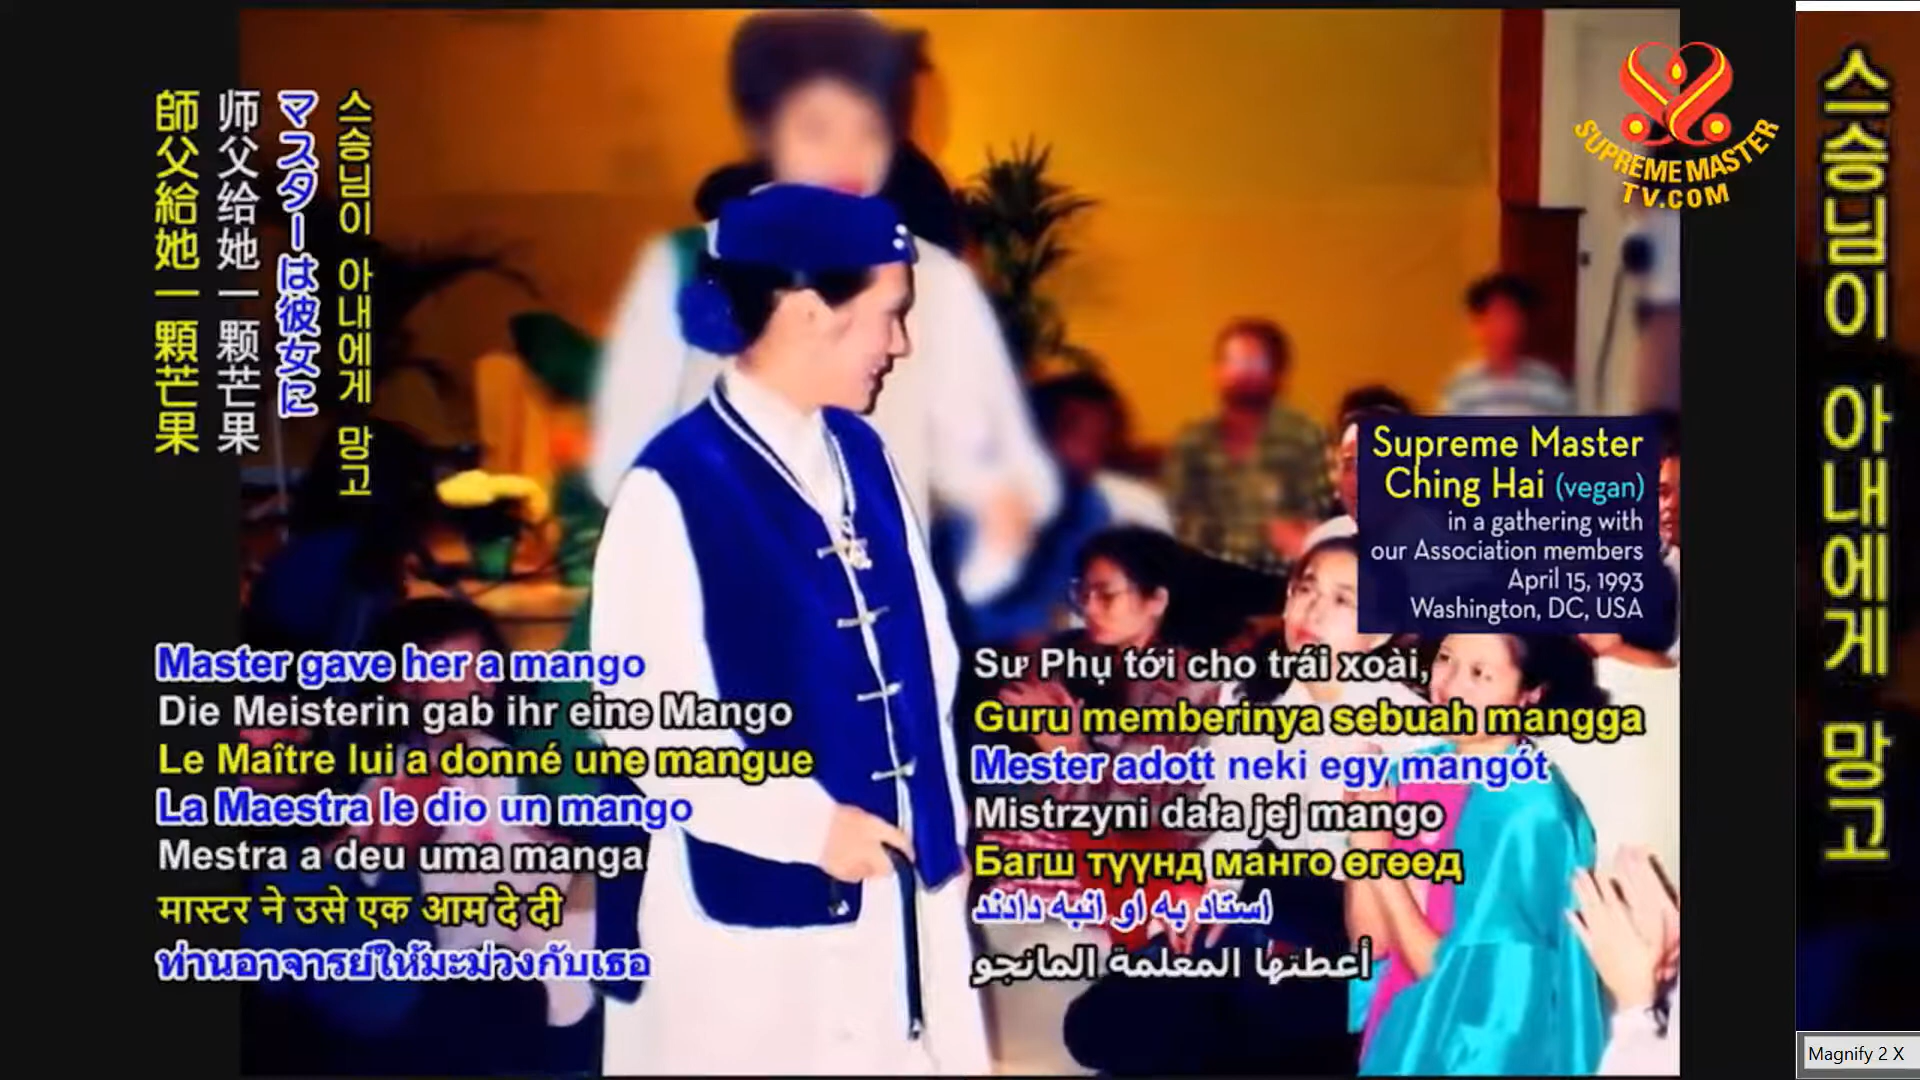 師父給她一顆芒果
师父给她一颗芒果
マスターは彼女に
스승님이 아내에게 망고
SUPREME MASTER
TV.COM
Supreme Master
Ching Hai (vegan)
in a gathering with
our Association members
April 15, 1993
Washington, DC, USA
Master gave her a mango
Die Meisterin gab ihr eine Mango
Le Maître lui a donné une mangue
La Maestra le dio un mango
Mestra a deu uma manga
मास्टर ने उसे एक आम दे दी
ท่านอาจารย์ให้มะม่วงกับเธอ
Sư Phụ tới cho trái xoài,
Guru memberinya sebuah mangga
Mester adott neki egy mangót
Mistrzyni dała jej mango
Багш түүнд манго өгөөд
استاد به او انبه دادند
أعطتها المعلمة المانجو
스승님이 아내에게 망고
Magnify 2 X